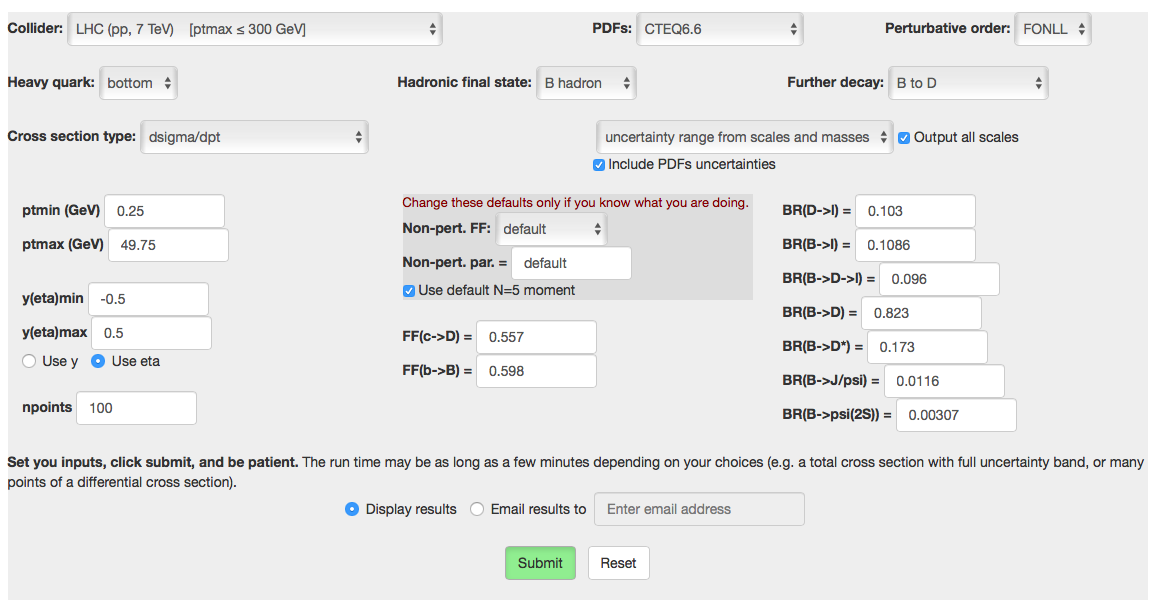 Collider: LHC (pp, 7 TeV) [ptmax ≤ 300 GeV] PDFs: CTEQ6.6 Perturbative order: FONLL
Heavy quark: bottom Hadronic final state: B hadron Further decay: B to D
Cross section type: dsigma/dpt uncertainty range from scales and masses Output all scales
Include PDFs uncertainties
ptmin (GeV) 0.25
ptmax (GeV) 49.75
y(eta)min -0.5
y(eta)max 0.5
Use y Use eta
npoints 100
Change these defaults only if you know what you are doing.
Non-pert. FF: default
Non-pert. par. = default
Use default N=5 moment
FF(c->D) = 0.557
FF(b->B) = 0.598
BR(D->l) = 0.103
BR(B->l) = 0.1086
BR(B->D->l) = 0.096
BR(B->D) = 0.823
BR(B->D*) = 0.173
BR(B->J/psi) = 0.0116
BR(B->psi(2S)) = 0.00307
Set you inputs, click submit, and be patient. The run time may be as long as a few minutes depending on your choices (e.g. a total cross section with full uncertainty band, or many
points of a differential cross section).
Display results Email results to Enter email address
Submit Reset